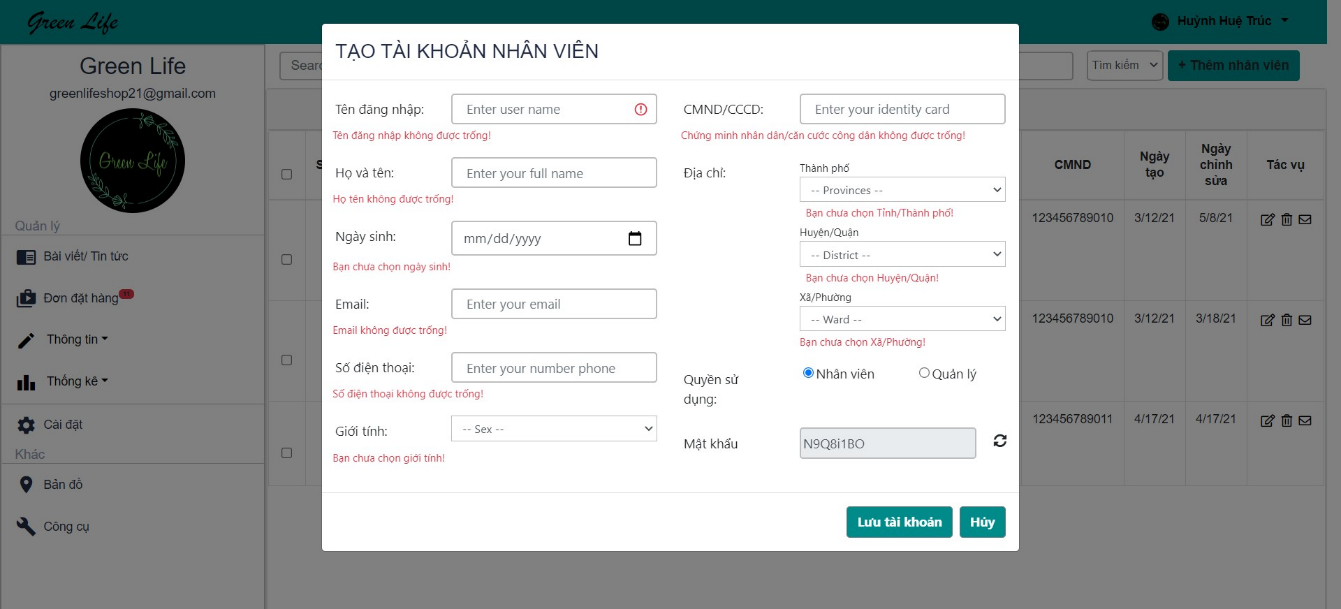 Green Life
Huỳnh Huệ Trúc
Green Life
greenlifeshop21@gmail.com
Green Life
Quản lý
Bài viết/ Tin tức
Đơn đặt hàng
Thông tin
Thống kê
Cài đặt
Khác
Bản đồ
Công cụ
Sear
Tìm kiếm
+ Thêm nhân viên
TẠO TÀI KHOẢN NHÂN VIÊN
Tên đăng nhập:
Enter user name
Tên đăng nhập không được trống!
Họ và tên:
Enter your full name
Họ tên không được trống!
Ngày sinh:
mm/dd/yyyy
Bạn chưa chọn ngày sinh!
Email:
Enter your email
Email không được trống!
Số điện thoại:
Enter your number phone
Số điện thoại không được trống!
Giới tính:
-- Sex --
Bạn chưa chọn giới tính!
CMND/CCCD:
Enter your identity card
Chứng minh nhân dân/căn cước công dân không được trống!
Địa chỉ:
Thành phố
-- Provinces --
Bạn chưa chọn Tỉnh/Thành phố!
Huyện/Quận
-- District --
Bạn chưa chọn Huyện/Quận!
Xã/Phường
-- Ward --
Bạn chưa chọn Xã/Phường!
Quyền sử
dụng:
Nhân viên
Quản lý
Mật khẩu
N9Q8i1BO
Lưu tài khoản
Hủy
S
CMND
Ngày
tạo
Ngày
chỉnh
sửa
Tác vụ
123456789010 3/12/21 5/8/21
123456789010 3/12/21 3/18/21
123456789011 4/17/21 4/17/21